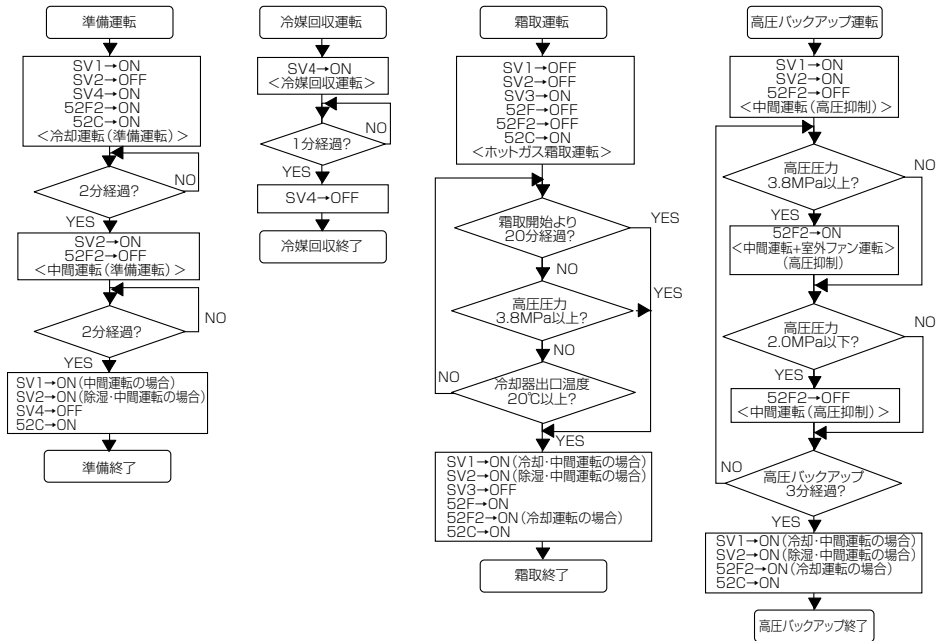 準備運転
SV1→ON
SV2→OFF
SV4→ON
52F2→ON
52C→ON
＜冷却運転(準備運転)＞
2分経過?
NO
YES
SV2→ON
52F2→OFF
＜中間運転(準備運転)＞
2分経過?
NO
YES
SV1→ON(中間運転の場合)
SV2→ON(除湿・中間運転の場合)
SV4→OFF
52C→ON
準備終了
冷媒回収運転
SV4→ON
＜冷媒回収運転＞
1分経過?
NO
YES
SV4→OFF
冷媒回収終了
霜取運転
SV1→OFF
SV2→OFF
SV3→ON
52F→OFF
52F2→OFF
52C→ON
＜ホットガス霜取運転＞
霜取開始より
20分経過?
YES
NO
高圧圧力
3.8MPa以上?
YES
NO
冷却器出口温度
20℃以上?
NO
YES
SV1→ON(冷却・中間運転の場合)
SV2→ON(除湿・中間運転の場合)
SV3→OFF
52F→ON
52F2→ON(冷却運転の場合)
52C→ON
霜取終了
高圧バックアップ運転
SV1→ON
SV2→ON
52F2→OFF
＜中間運転(高圧抑制)＞
高圧圧力
3.8MPa以上?
NO
YES
52F2→ON
＜中間運転+室外ファン運転＞
(高圧抑制)
高圧圧力
2.0MPa以下?
NO
YES
52F2→OFF
＜中間運転(高圧抑制)＞
高圧バックアップ
3分経過?
NO
YES
SV1→ON(冷却・中間運転の場合)
SV2→ON(除湿・中間運転の場合)
52F2→ON(冷却運転の場合)
52C→ON
高圧バックアップ終了